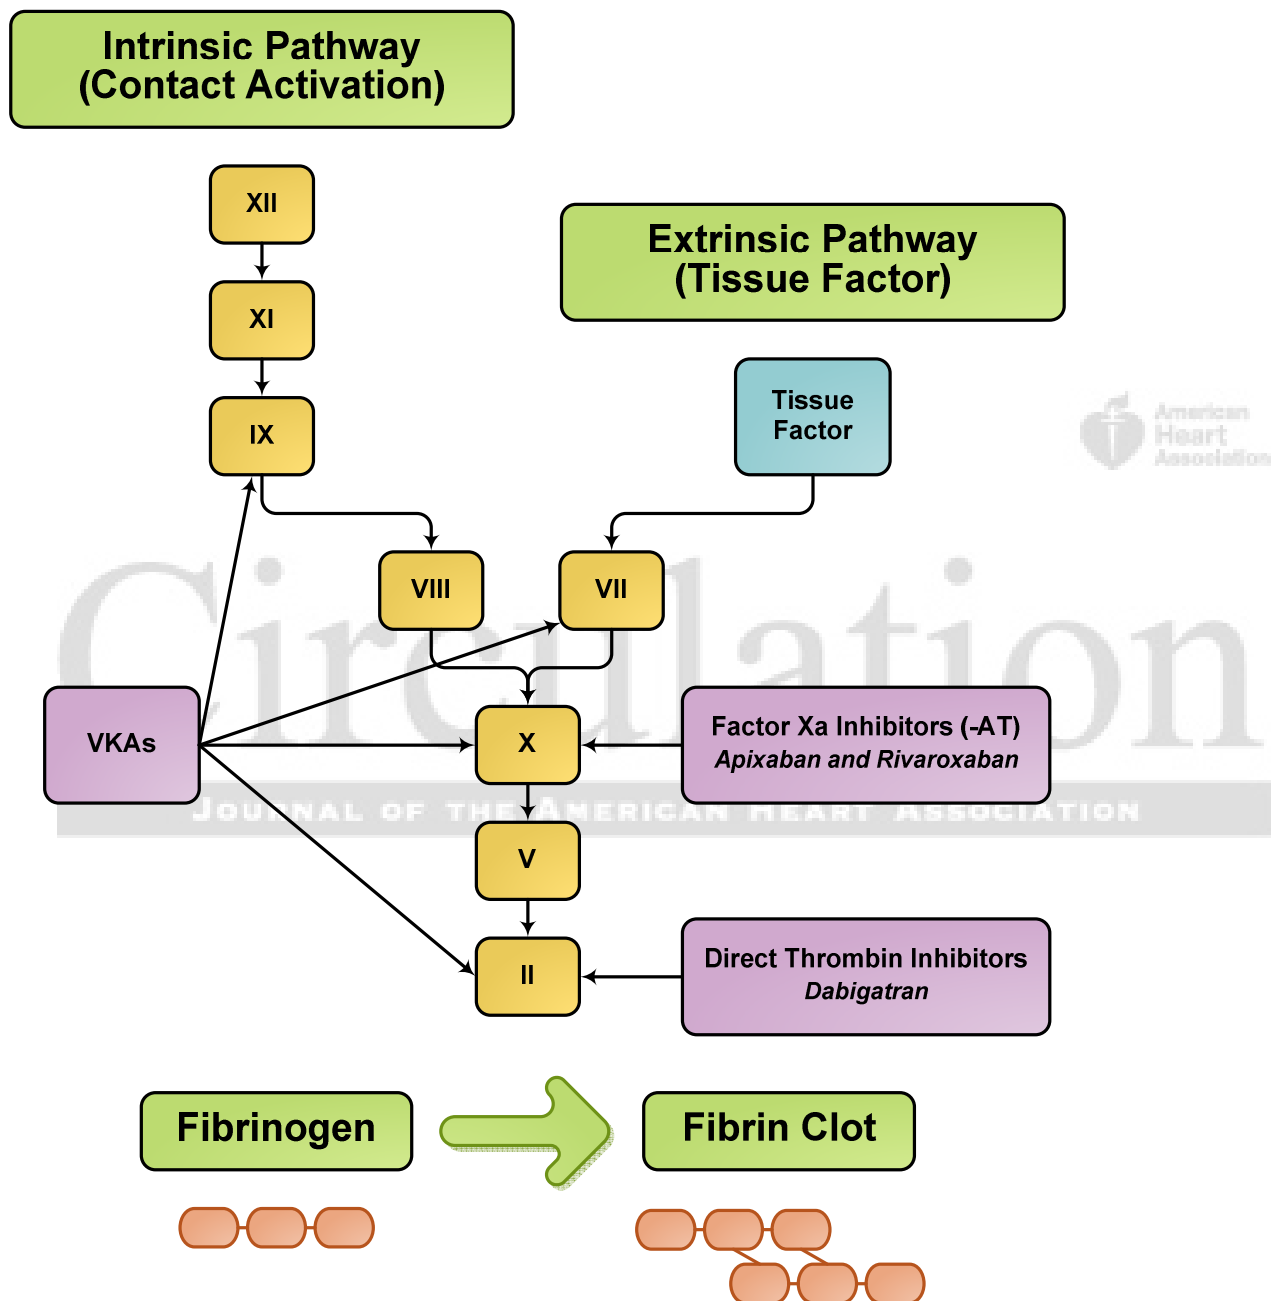 Intrinsic Pathway
(Contact Activation)
XII
Extrinsic Pathway
(Tissue Factor)
XI
Tissue
Factor
IX
American
Heart
Association
VIII
VII
Circulation
VKAs
X
Factor Xa Inhibitors (-AT)
Apixaban and Rivaroxaban
JOURNAL OF THE AMERICAN HEART ASSOCIATION
V
II
Direct Thrombin Inhibitors
Dabigatran
Fibrinogen
Fibrin Clot